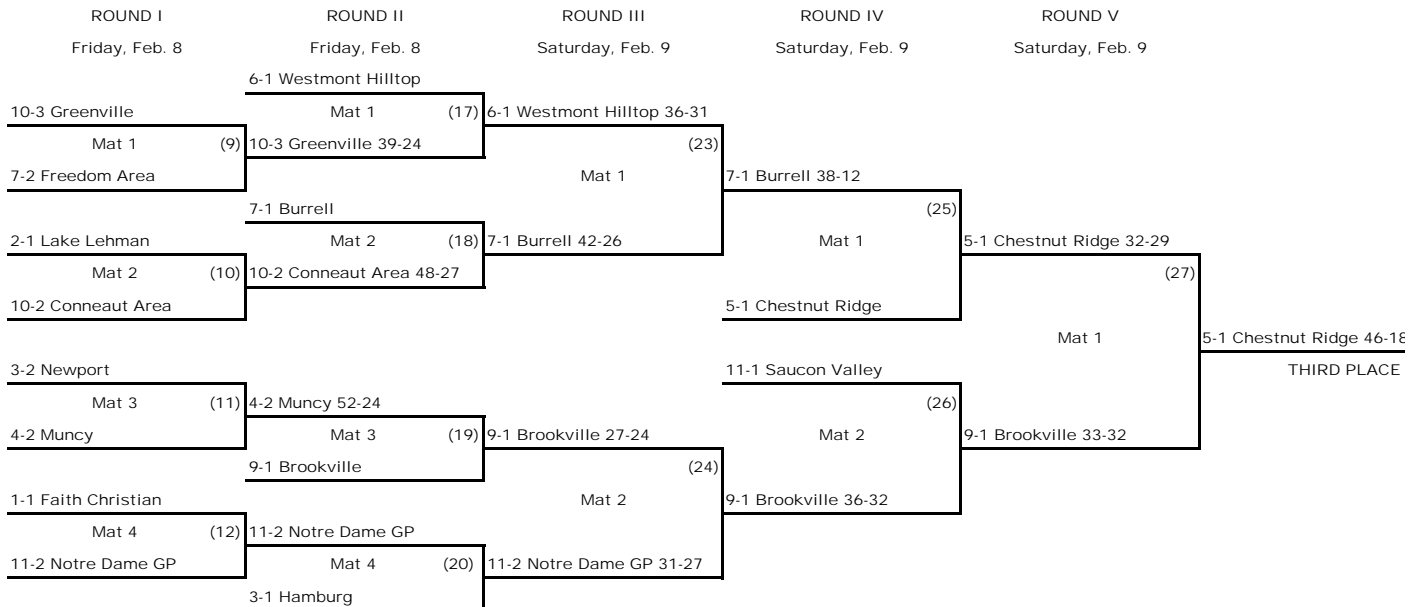 ROUND I ROUND II ROUND III ROUND IV ROUND V
Friday, Feb. 8 Friday, Feb. 8 Saturday, Feb. 9 Saturday, Feb. 9 Saturday, Feb. 9
6-1 Westmont Hilltop
10-3 Greenville Mat 1 (17) 6-1 Westmont Hilltop 36-31
Mat 1 (9) 10-3 Greenville 39-24 (23)
7-2 Freedom Area Mat 1 7-1 Burrell 38-12
7-1 Burrell (25)
2-1 Lake Lehman Mat 2 (18) 7-1 Burrell 42-26 Mat 1 5-1 Chestnut Ridge 32-29
Mat 2 (10) 10-2 Conneaut Area 48-27 (27)
10-2 Conneaut Area 5-1 Chestnut Ridge
Mat 1 5-1 Chestnut Ridge 46-18
3-2 Newport 11-1 Saucon Valley THIRD PLACE
Mat 3 (11) 4-2 Muncy 52-24 (26)
4-2 Muncy Mat 3 (19) 9-1 Brookville 27-24 Mat 2 9-1 Brookville 33-32
9-1 Brookville (24)
1-1 Faith Christian Mat 2 9-1 Brookville 36-32
Mat 4 (12) 11-2 Notre Dame GP
11-2 Notre Dame GP Mat 4 (20) 11-2 Notre Dame GP 31-27
3-1 Hamburg